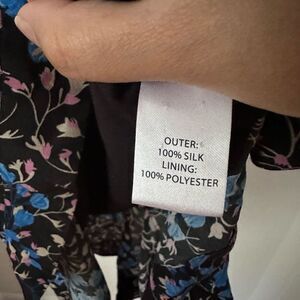 OUTER:
100% SILK
LINING:
100% POLYESTER